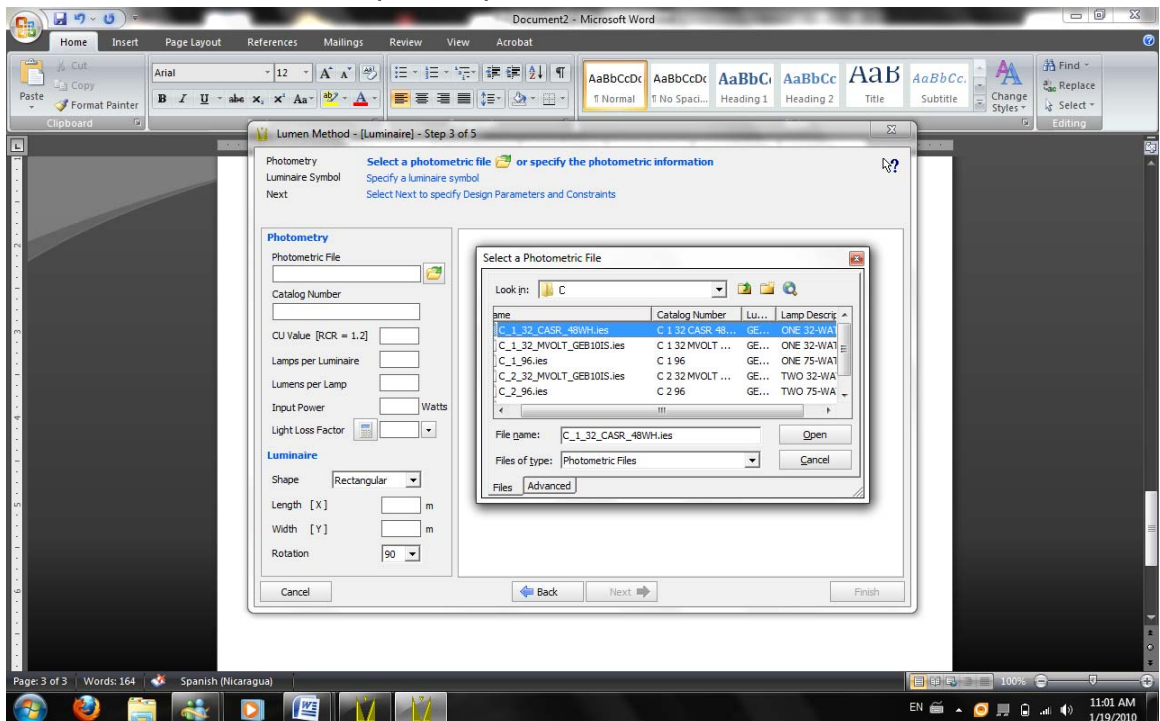 Document2 - Microsoft Word
Home Insert Page Layout References Mailings Review View Acrobat
Cut
Copy
Paste
Format Painter
Clipboard
Arial 12
AaBbCcDc AaBbCcDc AaBbC AaBbCc AaB AaBbCc.
¶ Normal ¶ No Spaci... Heading 1 Heading 2 Title Subtitle
Change Styles
Find
Replace
Select
Editing
Lumen Method - [Luminaire] - Step 3 of 5
Photometry Select a photometric file or specify the photometric information
Luminaire Symbol Specify a luminaire symbol
Next Select Next to specify Design Parameters and Constraints
Photometry
Photometric File
Catalog Number
CU Value [RCR = 1.2]
Lamps per Luminaire
Lumens per Lamp
Input Power Watts
Light Loss Factor
Luminaire
Shape Rectangular
Length [X] m
Width [Y] m
Rotation 90
Select a Photometric File
Look in: C
ame Catalog Number Lu... Lamp Descrip
C_1_32_CASR_48WH.ies C 1 32 CASR 48... GE... ONE 32-WAT
C_1_32_MVOLT_GEB10IS.ies C 1 32 MVOLT ... GE... ONE 32-WAT
C_1_96.ies C 1 96 GE... ONE 75-WAT
C_2_32_MVOLT_GEB10IS.ies C 2 32 MVOLT ... GE... TWO 32-WA
C_2_96.ies C 2 96 GE... TWO 75-WA
File name: C_1_32_CASR_48WH.ies Open
Files of type: Photometric Files Cancel
Files Advanced
Cancel Back Next Finish
Page: 3 of 3 Words: 164 Spanish (Nicaragua) 100%
EN 11:01 AM
1/19/2010